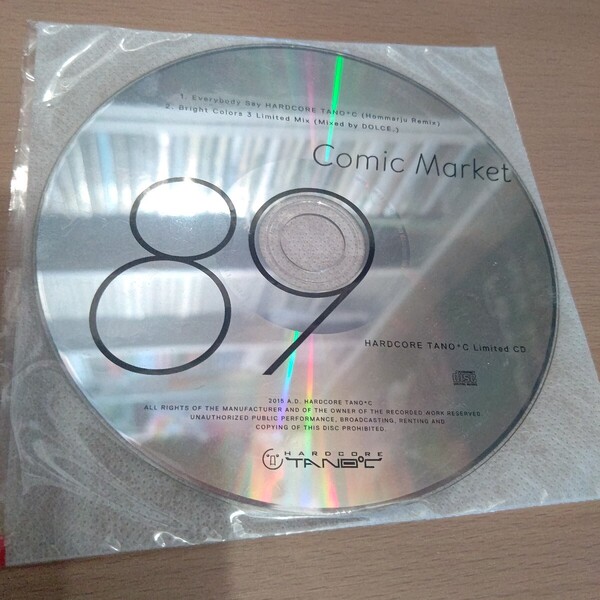 1. Everybody Say HARDCORE TANO*C (Hommarju Remix)
2. Bright Colors 3 Limited Mix (Mixed by DOLCE.)
Comic Market
89
HARDCORE TANO*C Limited CD
2015 A.D. HARDCORE TANO*C
ALL RIGHTS OF THE MANUFACTURER AND OF THE OWNER OF THE RECORDED WORK RESERVED.
UNAUTHORIZED PUBLIC PERFORMANCE, BROADCASTING, RENTING AND
COPYING OF THIS DISC PROHIBITED.
HARDCORE
TANO*C